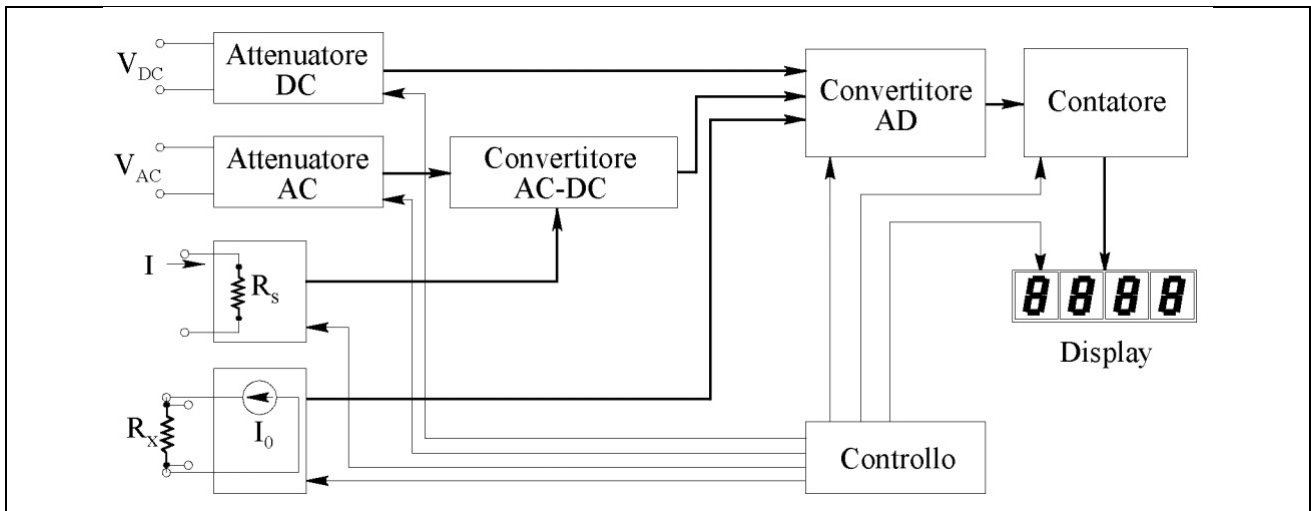 V_DC
Attenuatore
DC
Convertitore
AD
Contatore
V_AC
Attenuatore
AC
Convertitore
AC-DC
I
R_s
8888
Display
R_x
I_0
Controllo